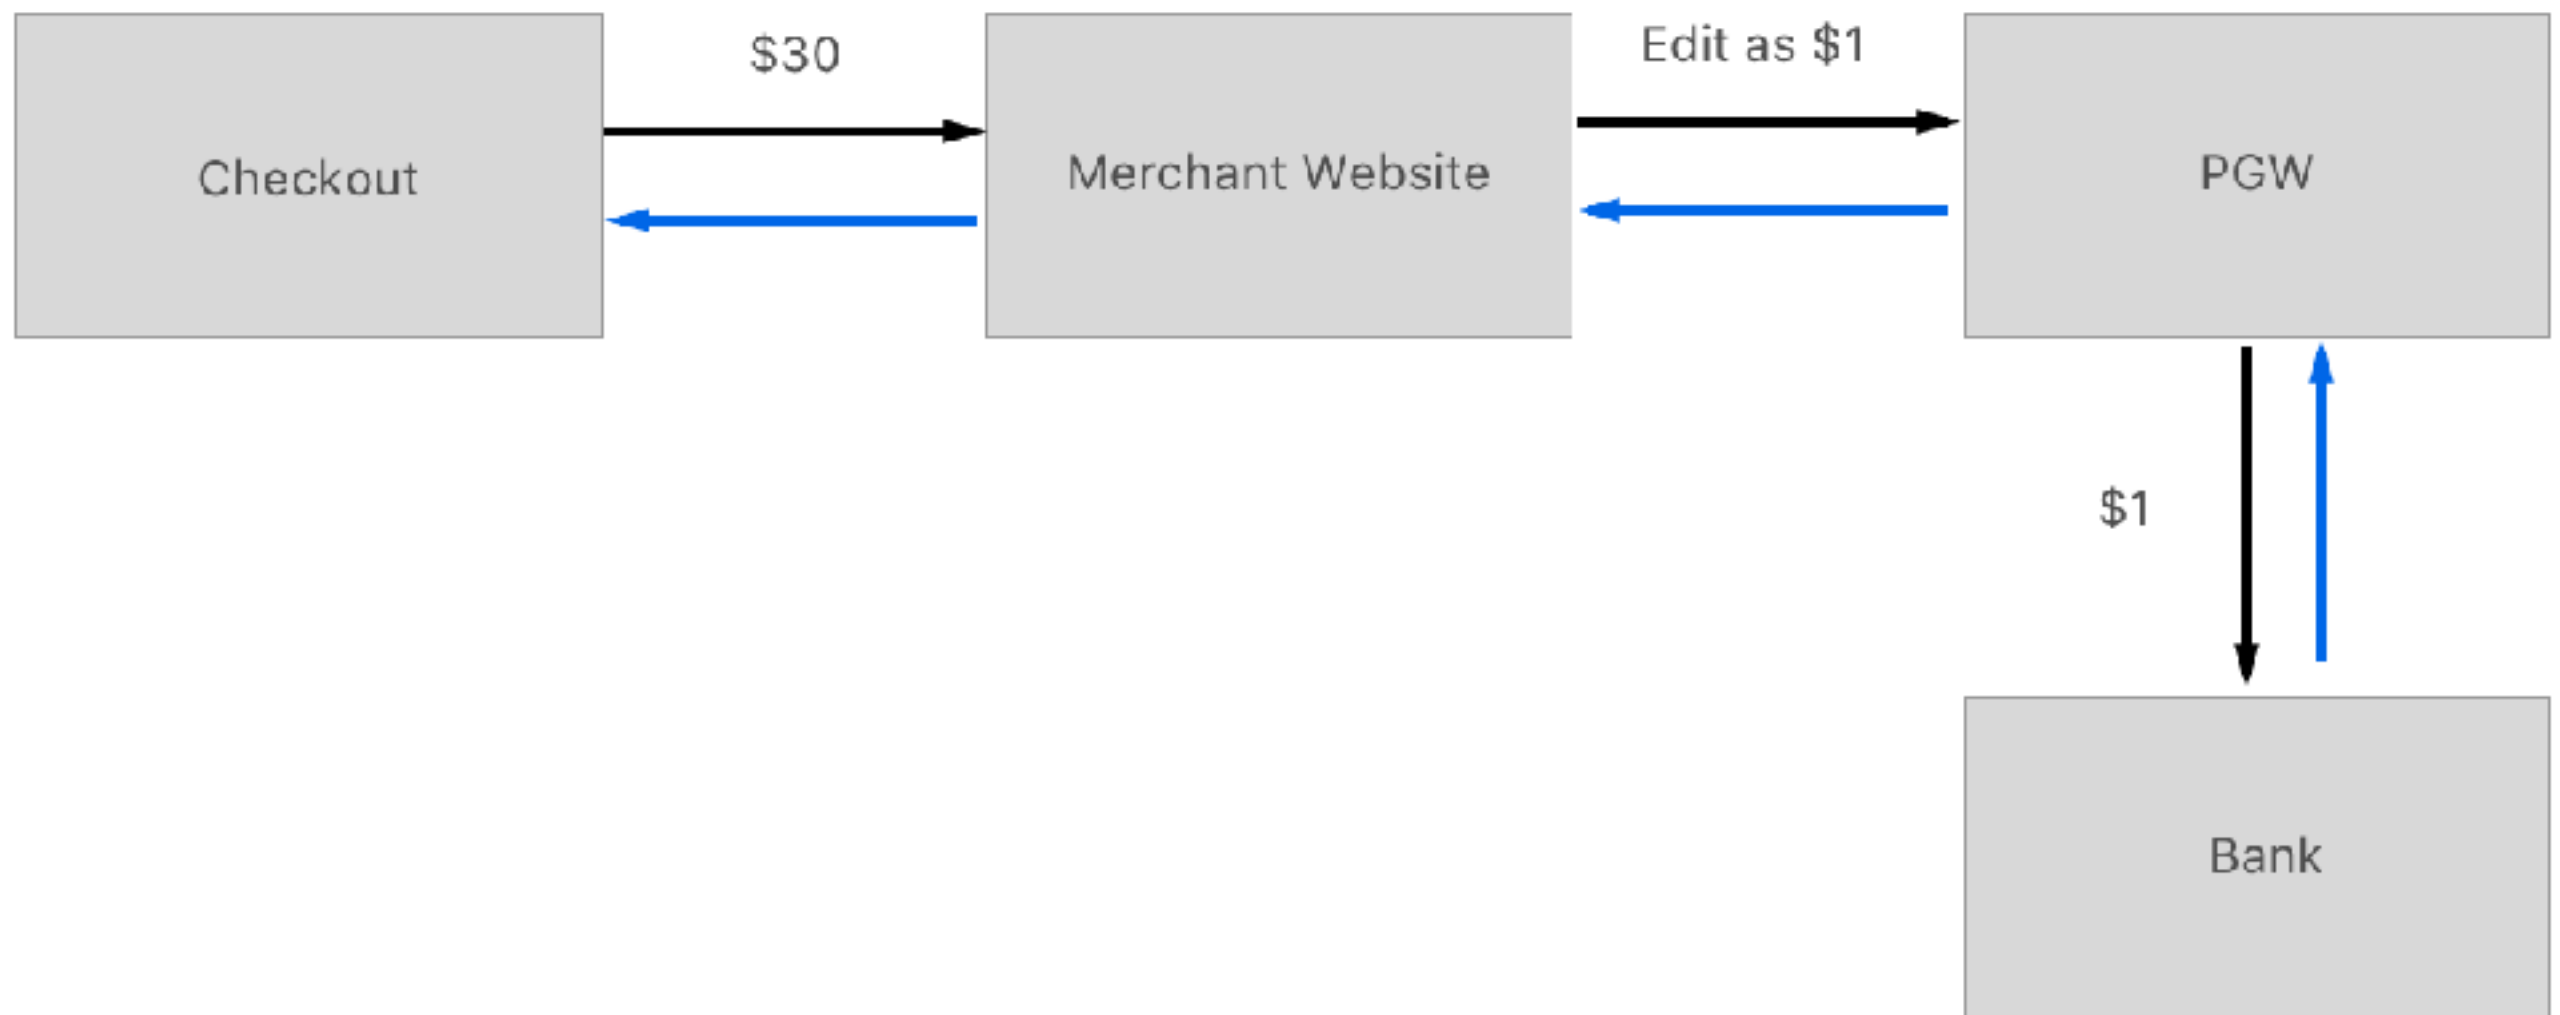 $30
Edit as $1
Checkout
Merchant Website
PGW
$1
Bank